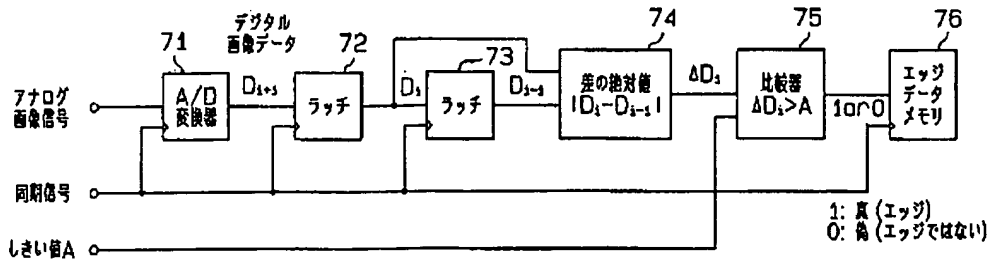 デジタル
画像データ
71
72
73
74
75
76
アナログ
画像信号
A/D
変換器
Di+1
ラッチ
Di
ラッチ
Di-1
差の絶対値
|Di-Di-1|
ΔDi
比較器
ΔDi>A
1or0
エッジ
データ
メモリ
同期信号
しきい値A
1: 真(エッジ)
0: 偽(エッジではない)